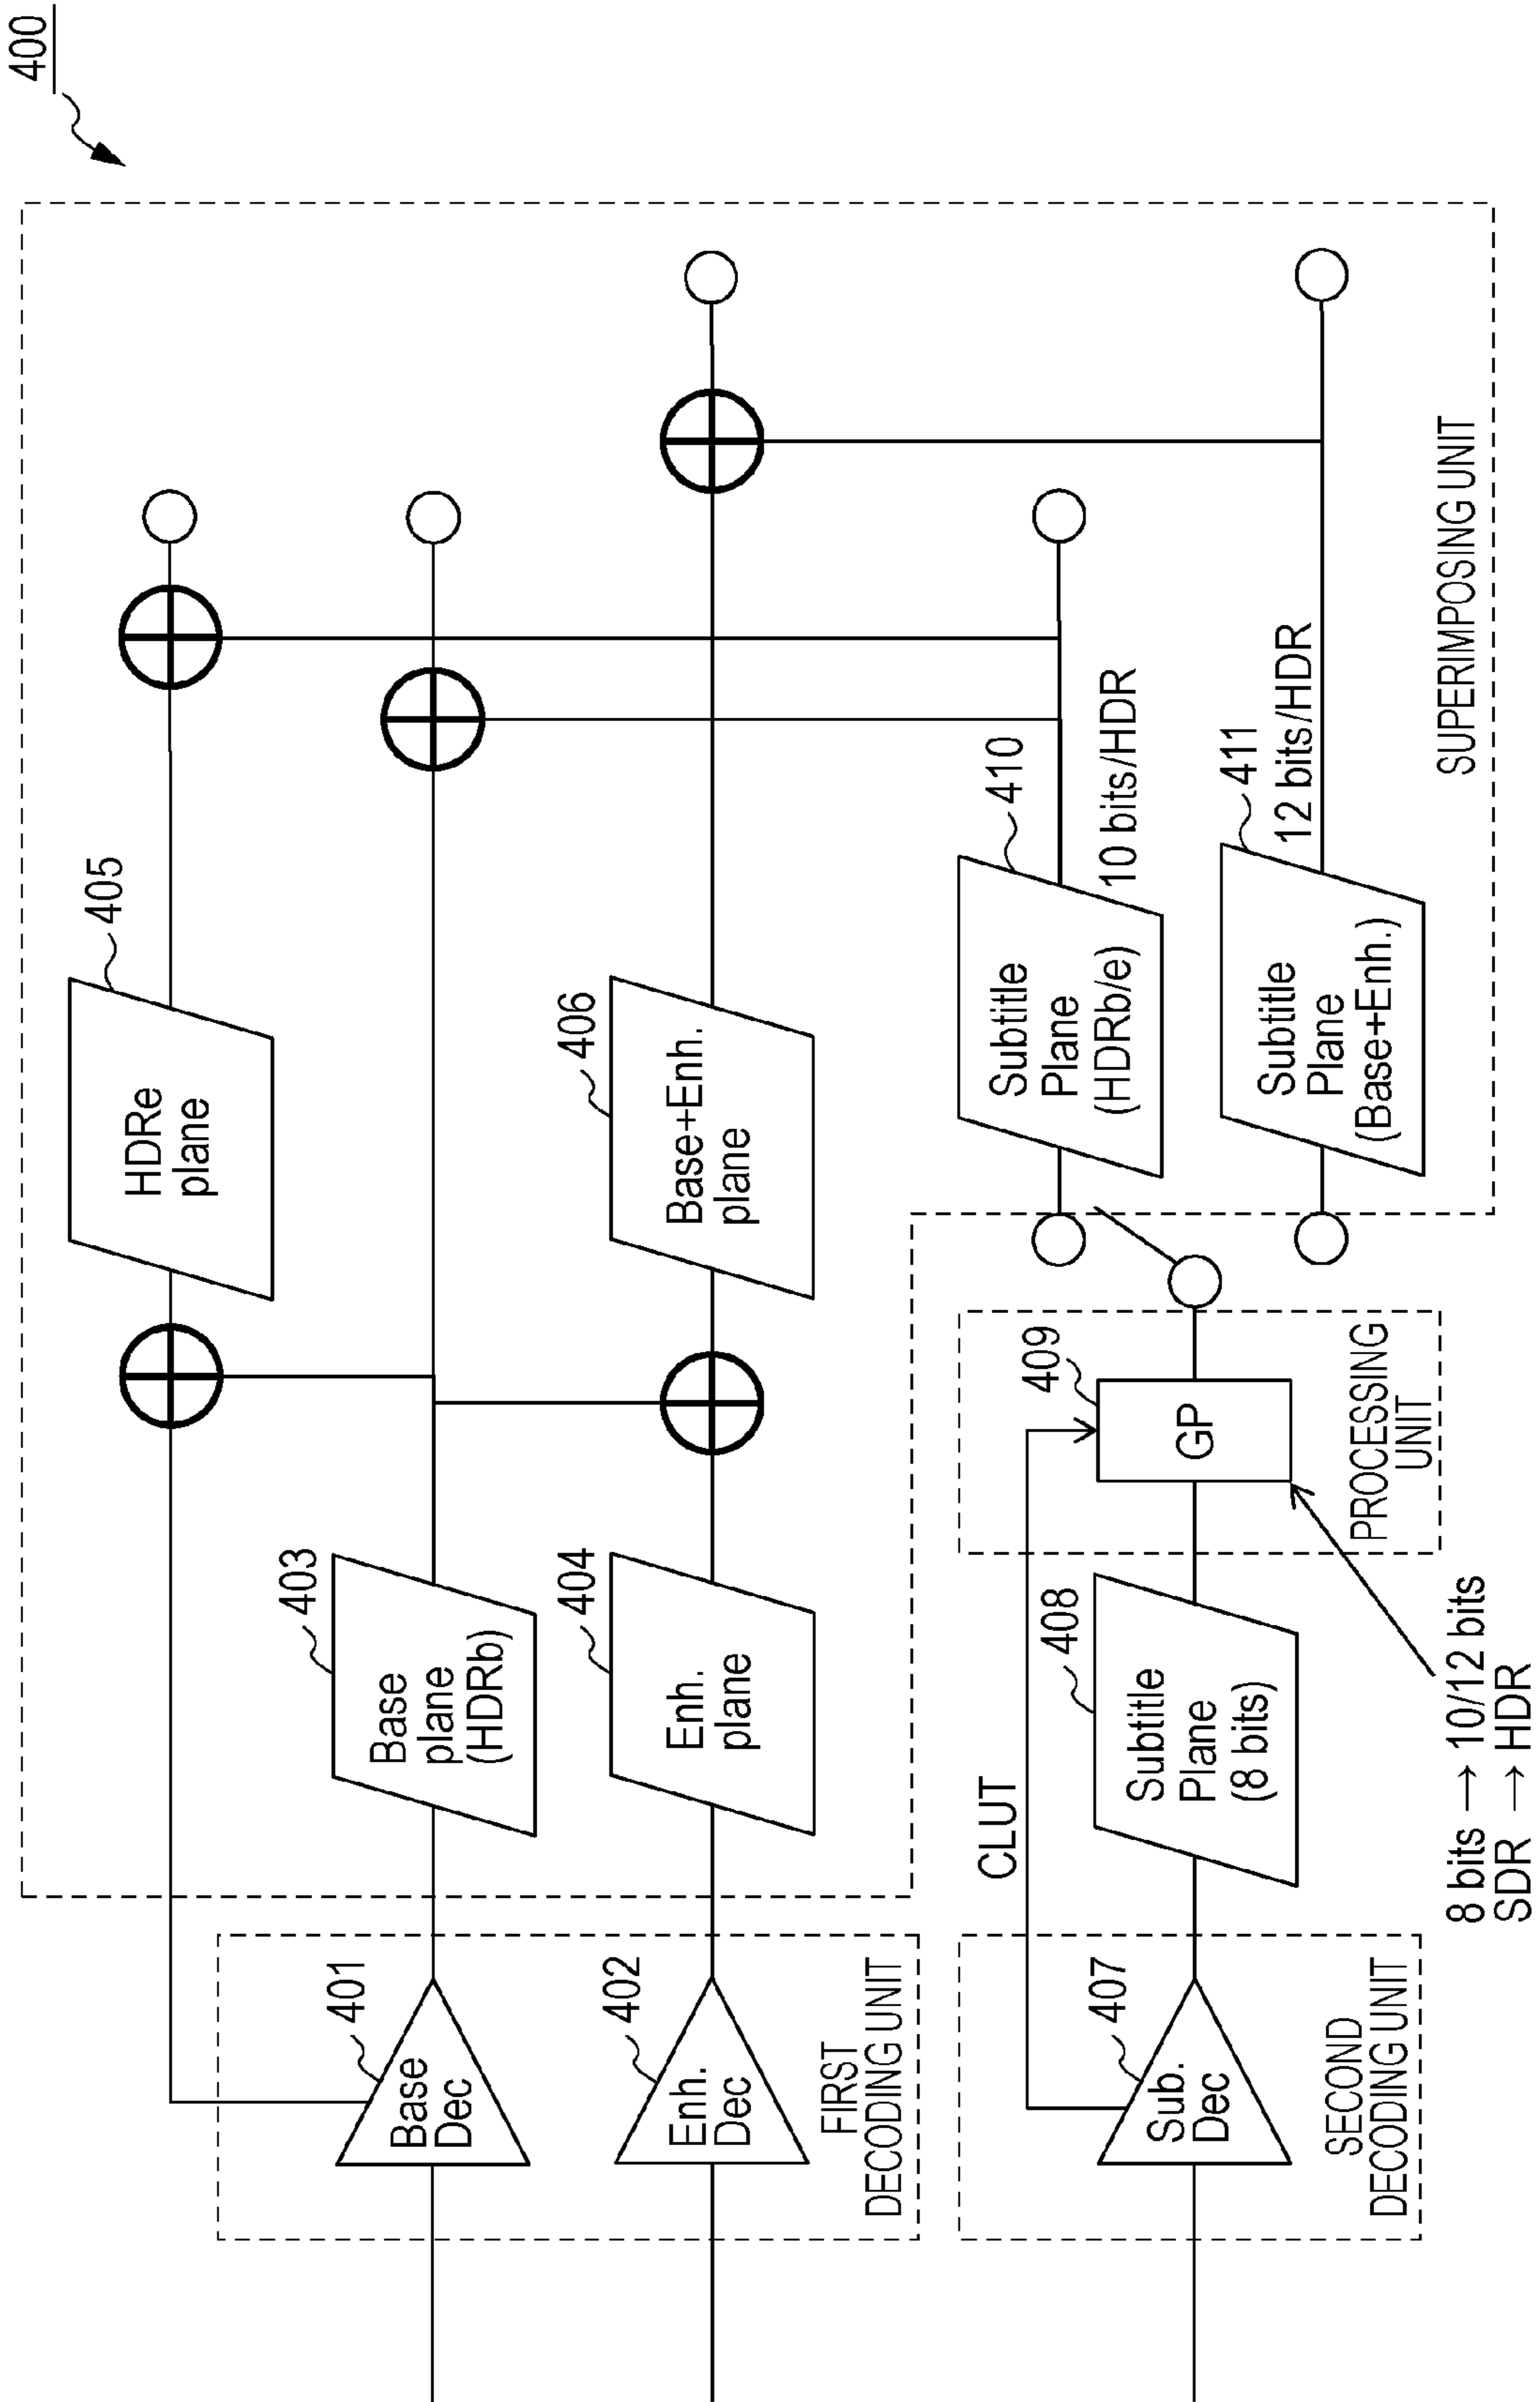 400
405
HDRe
plane
403
Base
plane
(HDRb)
401
Base
Dec
406
Base+Enh.
plane
404
Enh.
plane
402
Enh.
Dec
FIRST
DECODING UNIT
410
Subtitle
Plane
(HDRb/e)
10 bits/HDR
411
Subtitle
Plane
(Base+Enh.)
12 bits/HDR
SUPERIMPOSING UNIT
409
GP
PROCESSING
UNIT
CLUT
408
Subtitle
Plane
(8 bits)
407
Sub.
Dec
SECOND
DECODING UNIT
8 bits → 10/12 bits
SDR → HDR